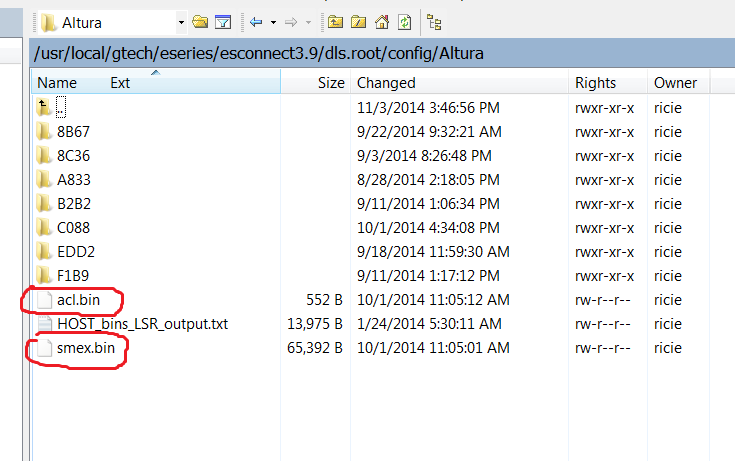 Altura
/usr/local/gtech/eseries/esconnect3.9/dls.root/config/Altura
Name Ext Size Changed Rights Owner
.. 11/3/2014 3:46:56 PM rwxr-xr-x ricie
8B67 9/22/2014 9:32:21 AM rwxr-xr-x ricie
8C36 9/3/2014 8:26:48 PM rwxr-xr-x ricie
A833 8/28/2014 2:18:05 PM rwxr-xr-x ricie
B2B2 9/11/2014 1:06:34 PM rwxr-xr-x ricie
C088 10/1/2014 4:34:08 PM rwxr-xr-x ricie
EDD2 9/18/2014 11:59:30 AM rwxr-xr-x ricie
F1B9 9/11/2014 1:17:12 PM rwxr-xr-x ricie
acl.bin 552 B 10/1/2014 11:05:12 AM rw-r--r-- ricie
HOST_bins_LSR_output.txt 13,975 B 1/24/2014 5:30:11 AM rw-r--r-- ricie
smex.bin 65,392 B 10/1/2014 11:05:01 AM rw-r--r-- ricie